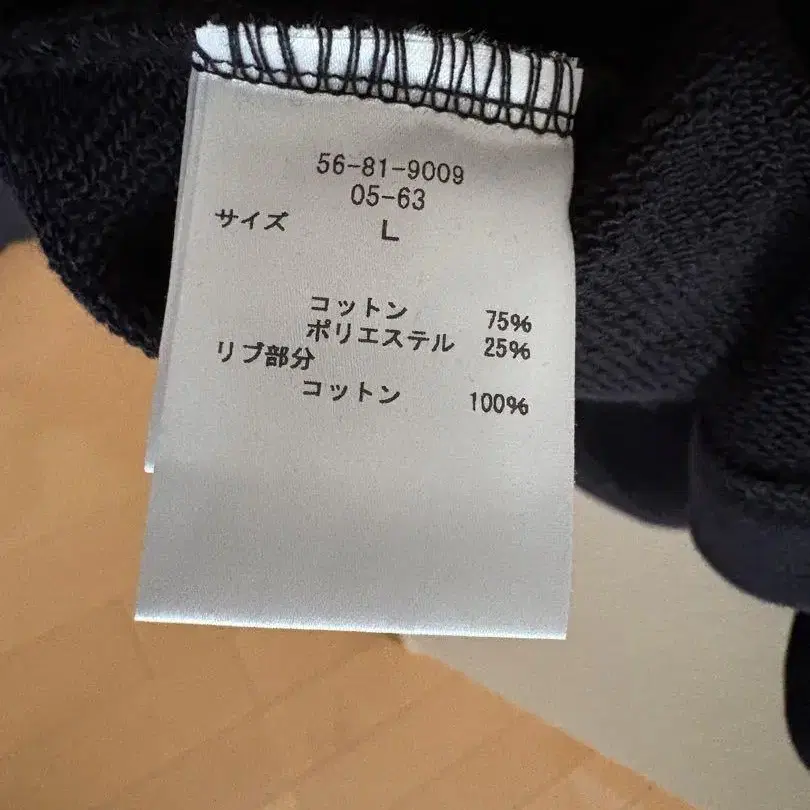 56-81-9009
05-63
サイズ L
コットン 75%
ポリエステル 25%
リブ部分
コットン 100%